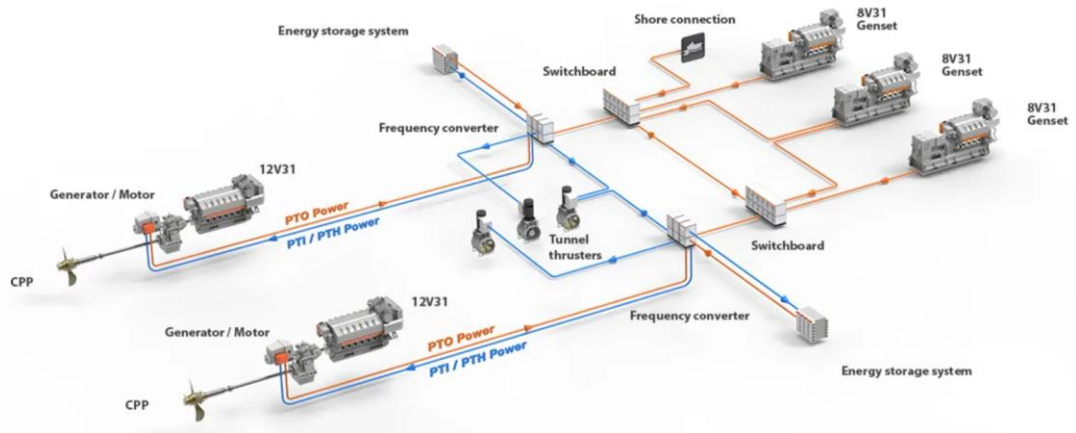 Shore connection
8V31
Genset
Energy storage system
Switchboard
8V31
Genset
8V31
Genset
Frequency converter
12V31
Generator / Motor
PTO Power
PTI / PTH Power
Tunnel
thrusters
Switchboard
CPP
12V31
Frequency converter
Generator / Motor
PTO Power
PTI / PTH Power
Energy storage system
CPP